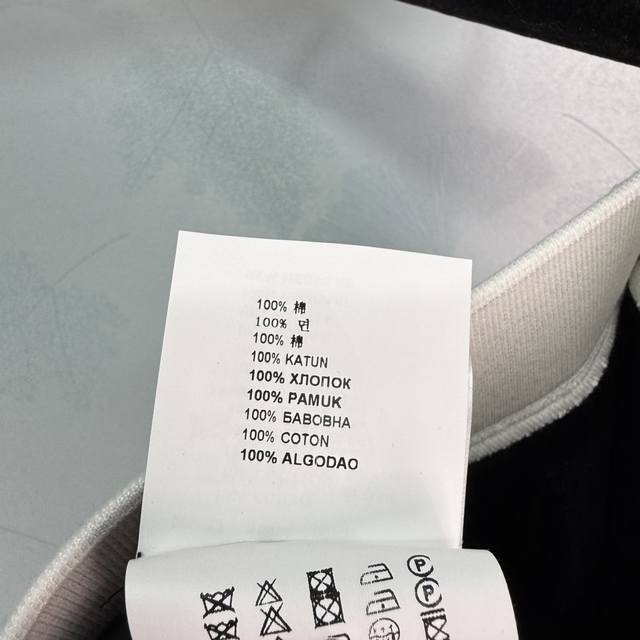 100% 棉
100% 면
100% 棉
100% KATUN
100% ХЛОПОК
100% PAMUK
100% БАВОВНА
100% COTON
100% ALGODAO
P
P